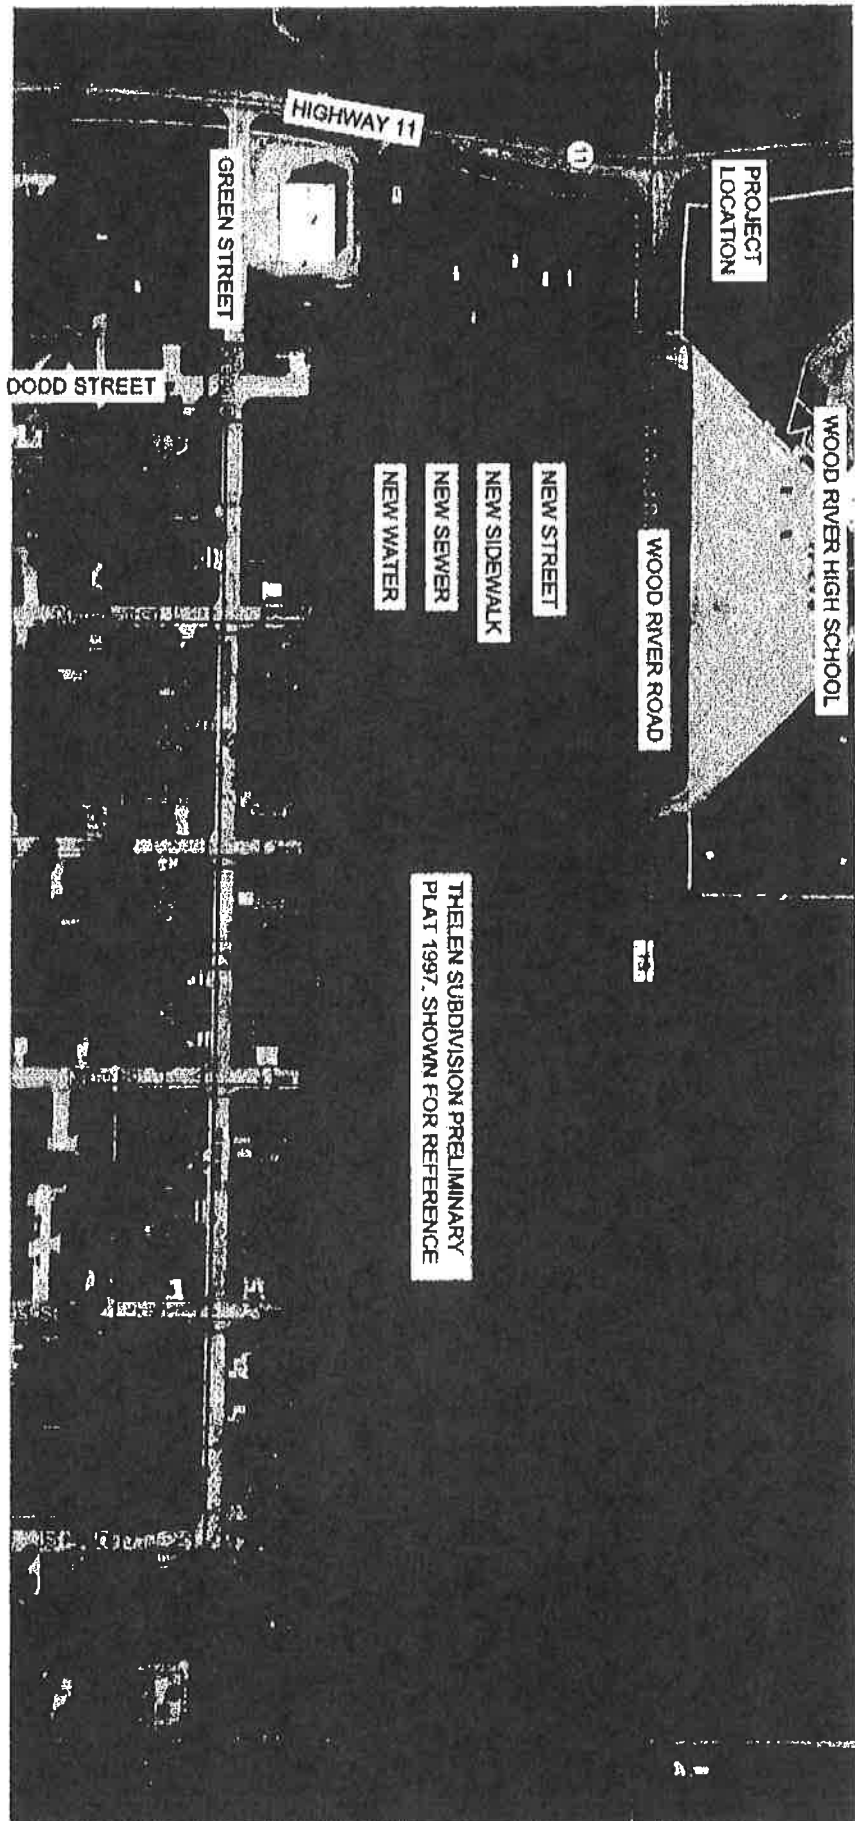 PROJECT
LOCATION
WOOD RIVER HIGH SCHOOL
HIGHWAY 11
11
WOOD RIVER ROAD
NEW STREET
NEW SIDEWALK
NEW SEWER
NEW WATER
THELEN SUBDIVISION PRELIMINARY
PLAT 1997, SHOWN FOR REFERENCE
GREEN STREET
DODD STREET